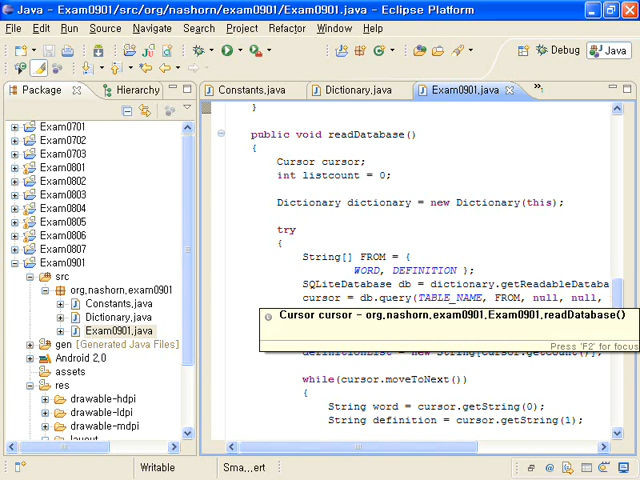 Java - Exam0901/src/org/nashorn/exam0901/Exam0901.java - Eclipse Platform
File Edit Run Source Navigate Search Project Refactor Window Help
Debug Java
Package Hierarchy
Constants.java Dictionary.java Exam0901.java
Exam0701
Exam0702
Exam0703
Exam0801
Exam0802
Exam0803
Exam0804
Exam0805
Exam0806
Exam0807
Exam0901
src
org.nashorn.exam0901
Constants.java
Dictionary.java
Exam0901.java
gen [Generated Java Files]
Android 2.0
assets
res
drawable-hdpi
drawable-ldpi
drawable-mdpi
layout
}
public void readDatabase()
{
Cursor cursor;
int listcount = 0;
Dictionary dictionary = new Dictionary(this);
try
{
String[] FROM = {
WORD, DEFINITION };
SQLiteDatabase db = dictionary.getReadableDataba
cursor = db.query(TABLE_NAME, FROM, null, null,
Cursor cursor - org.nashorn.exam0901.Exam0901.readDatabase()
Press 'F2' for focus
definitionList = new String[cursor.getCount()];
while(cursor.moveToNext())
{
String word = cursor.getString(0);
String definition = cursor.getString(1);
Writable Sma...ert